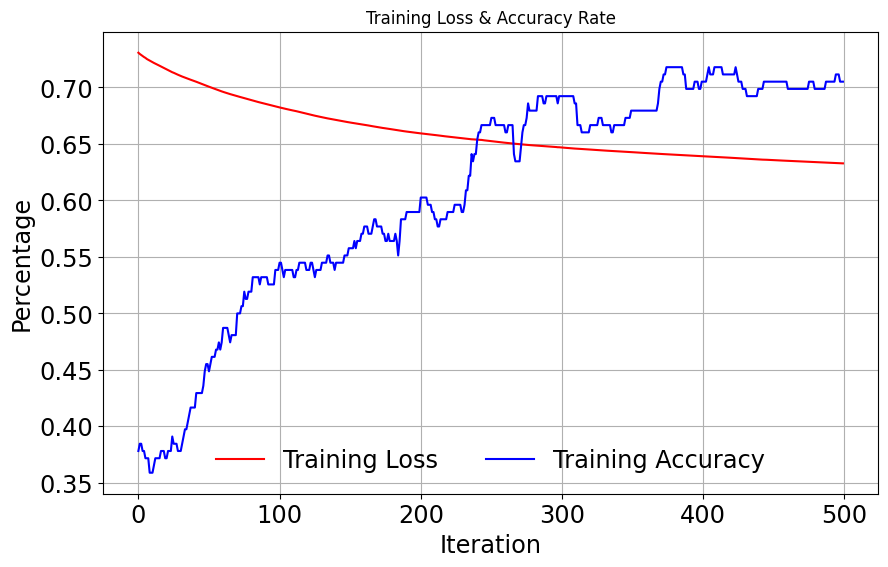 Training Loss & Accuracy Rate
Percentage
0.70
0.65
0.60
0.55
0.50
0.45
0.40
0.35
Training Loss
Training Accuracy
0 100 200 300 400 500
Iteration